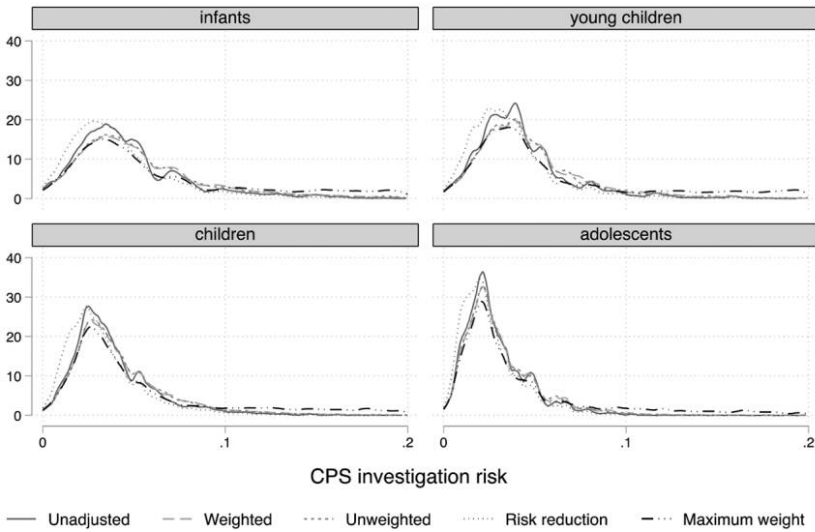 infants
young children
40
30
20
10
0
children
adolescents
40
30
20
10
0
0 .1 .2
0 .1 .2
CPS investigation risk
Unadjusted Weighted Unweighted Risk reduction Maximum weight